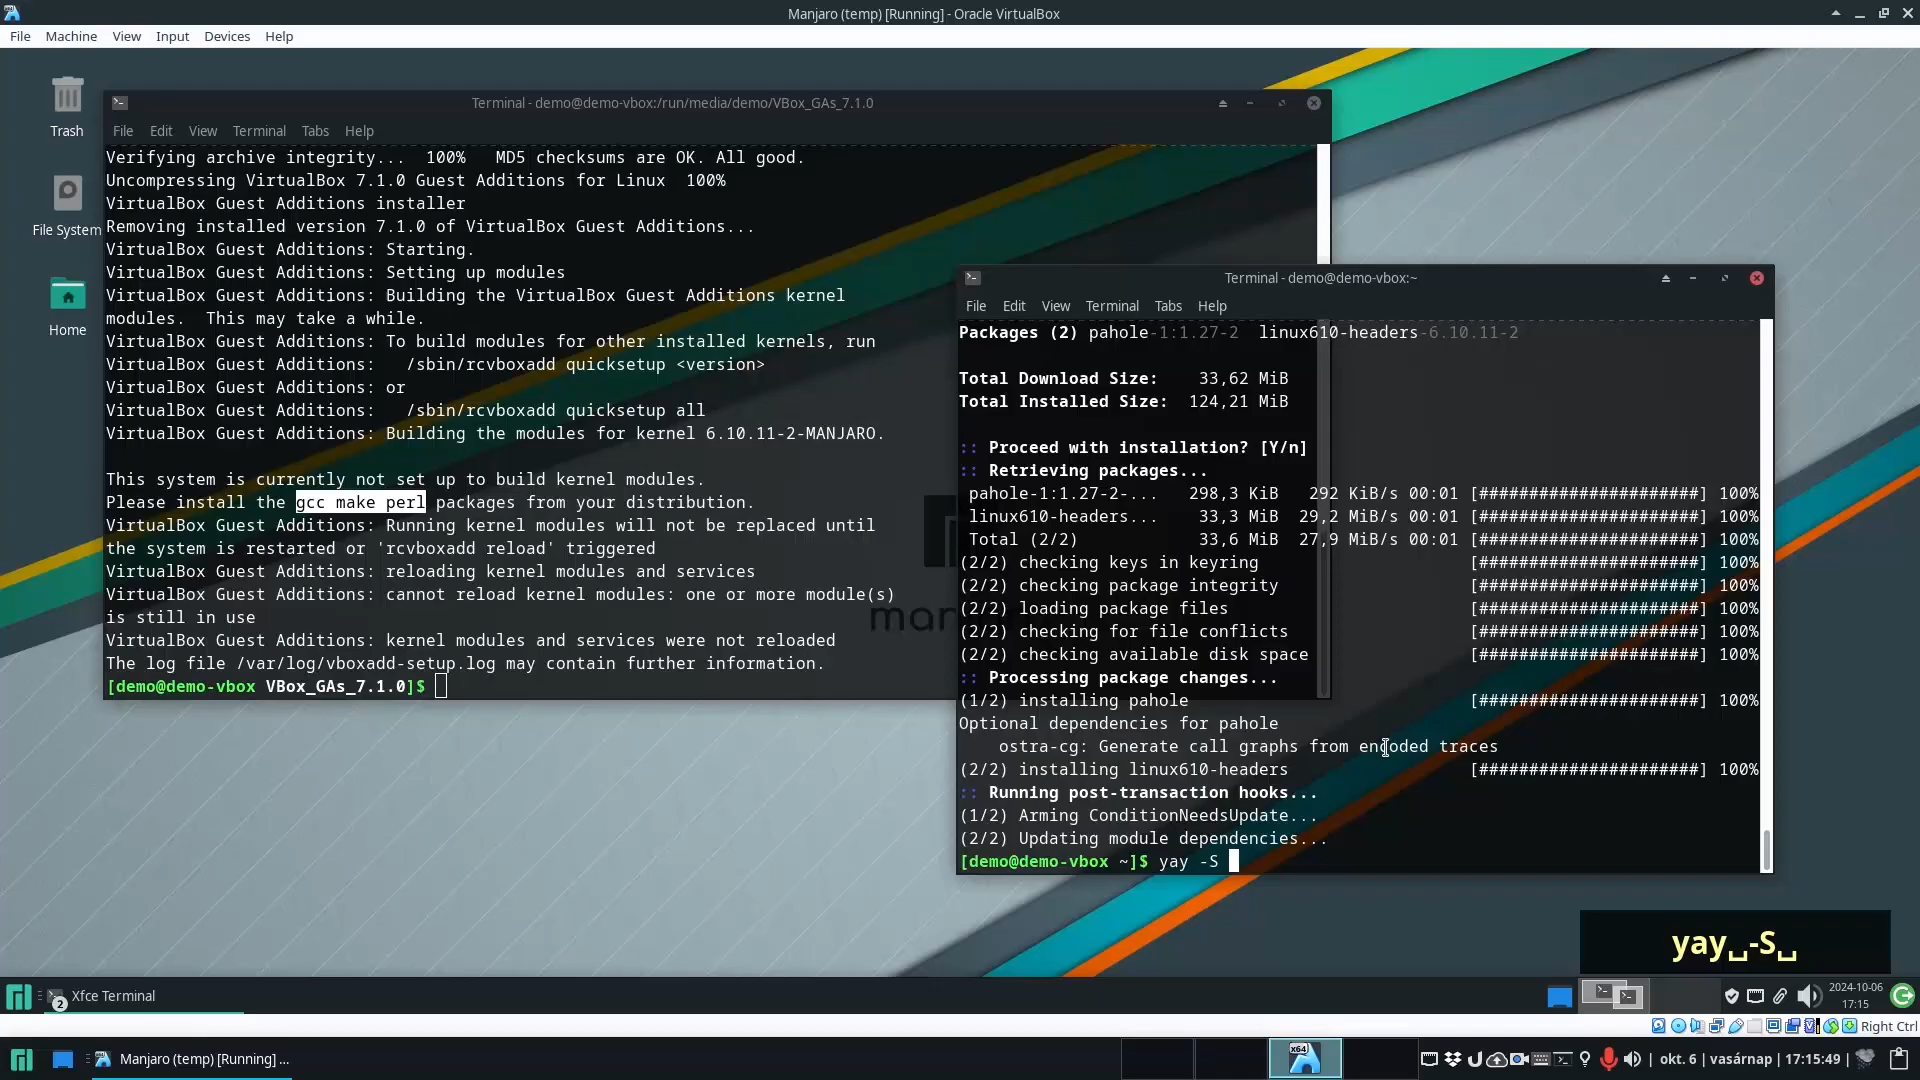 Manjaro (temp) [Running] - Oracle VirtualBox
File Machine View Input Devices Help
Trash
File System
Home
Terminal - demo@demo-vbox:/run/media/demo/VBox_GAs_7.1.0
File Edit View Terminal Tabs Help
Verifying archive integrity...  100%   MD5 checksums are OK. All good.
Uncompressing VirtualBox 7.1.0 Guest Additions for Linux  100%
VirtualBox Guest Additions installer
Removing installed version 7.1.0 of VirtualBox Guest Additions...
VirtualBox Guest Additions: Starting.
VirtualBox Guest Additions: Setting up modules
VirtualBox Guest Additions: Building the VirtualBox Guest Additions kernel
modules.  This may take a while.
VirtualBox Guest Additions: To build modules for other installed kernels, run
VirtualBox Guest Additions:   /sbin/rcvboxadd quicksetup <version>
VirtualBox Guest Additions: or
VirtualBox Guest Additions:   /sbin/rcvboxadd quicksetup all
VirtualBox Guest Additions: Building the modules for kernel 6.10.11-2-MANJARO.
This system is currently not set up to build kernel modules.
Please install the gcc make perl packages from your distribution.
VirtualBox Guest Additions: Running kernel modules will not be replaced until
the system is restarted or 'rcvboxadd reload' triggered
VirtualBox Guest Additions: reloading kernel modules and services
VirtualBox Guest Additions: cannot reload kernel modules: one or more module(s)
is still in use
VirtualBox Guest Additions: kernel modules and services were not reloaded
The log file /var/log/vboxadd-setup.log may contain further information.
[demo@demo-vbox VBox_GAs_7.1.0]$
Terminal - demo@demo-vbox:~
File Edit View Terminal Tabs Help
Packages (2) pahole-1:1.27-2  linux610-headers-6.10.11-2
Total Download Size:    33,62 MiB
Total Installed Size:  124,21 MiB
:: Proceed with installation? [Y/n]
:: Retrieving packages...
pahole-1:1.27-2-...   298,3 KiB   292 KiB/s 00:01 [######################] 100%
linux610-headers...    33,3 MiB  29,2 MiB/s 00:01 [######################] 100%
Total (2/2)            33,6 MiB  27,9 MiB/s 00:01 [######################] 100%
(2/2) checking keys in keyring [######################] 100%
(2/2) checking package integrity [######################] 100%
(2/2) loading package files [######################] 100%
(2/2) checking for file conflicts [######################] 100%
(2/2) checking available disk space [######################] 100%
:: Processing package changes...
(1/2) installing pahole [######################] 100%
Optional dependencies for pahole
ostra-cg: Generate call graphs from encoded traces
(2/2) installing linux610-headers [######################] 100%
:: Running post-transaction hooks...
(1/2) Arming ConditionNeedsUpdate...
(2/2) Updating module dependencies...
[demo@demo-vbox ~]$ yay -S
yay␣-S␣
2 Xfce Terminal
2024-10-06
17:15
Right Ctrl
Manjaro (temp) [Running] ...
x64
| okt. 6 | vasárnap | 17:15:49 |